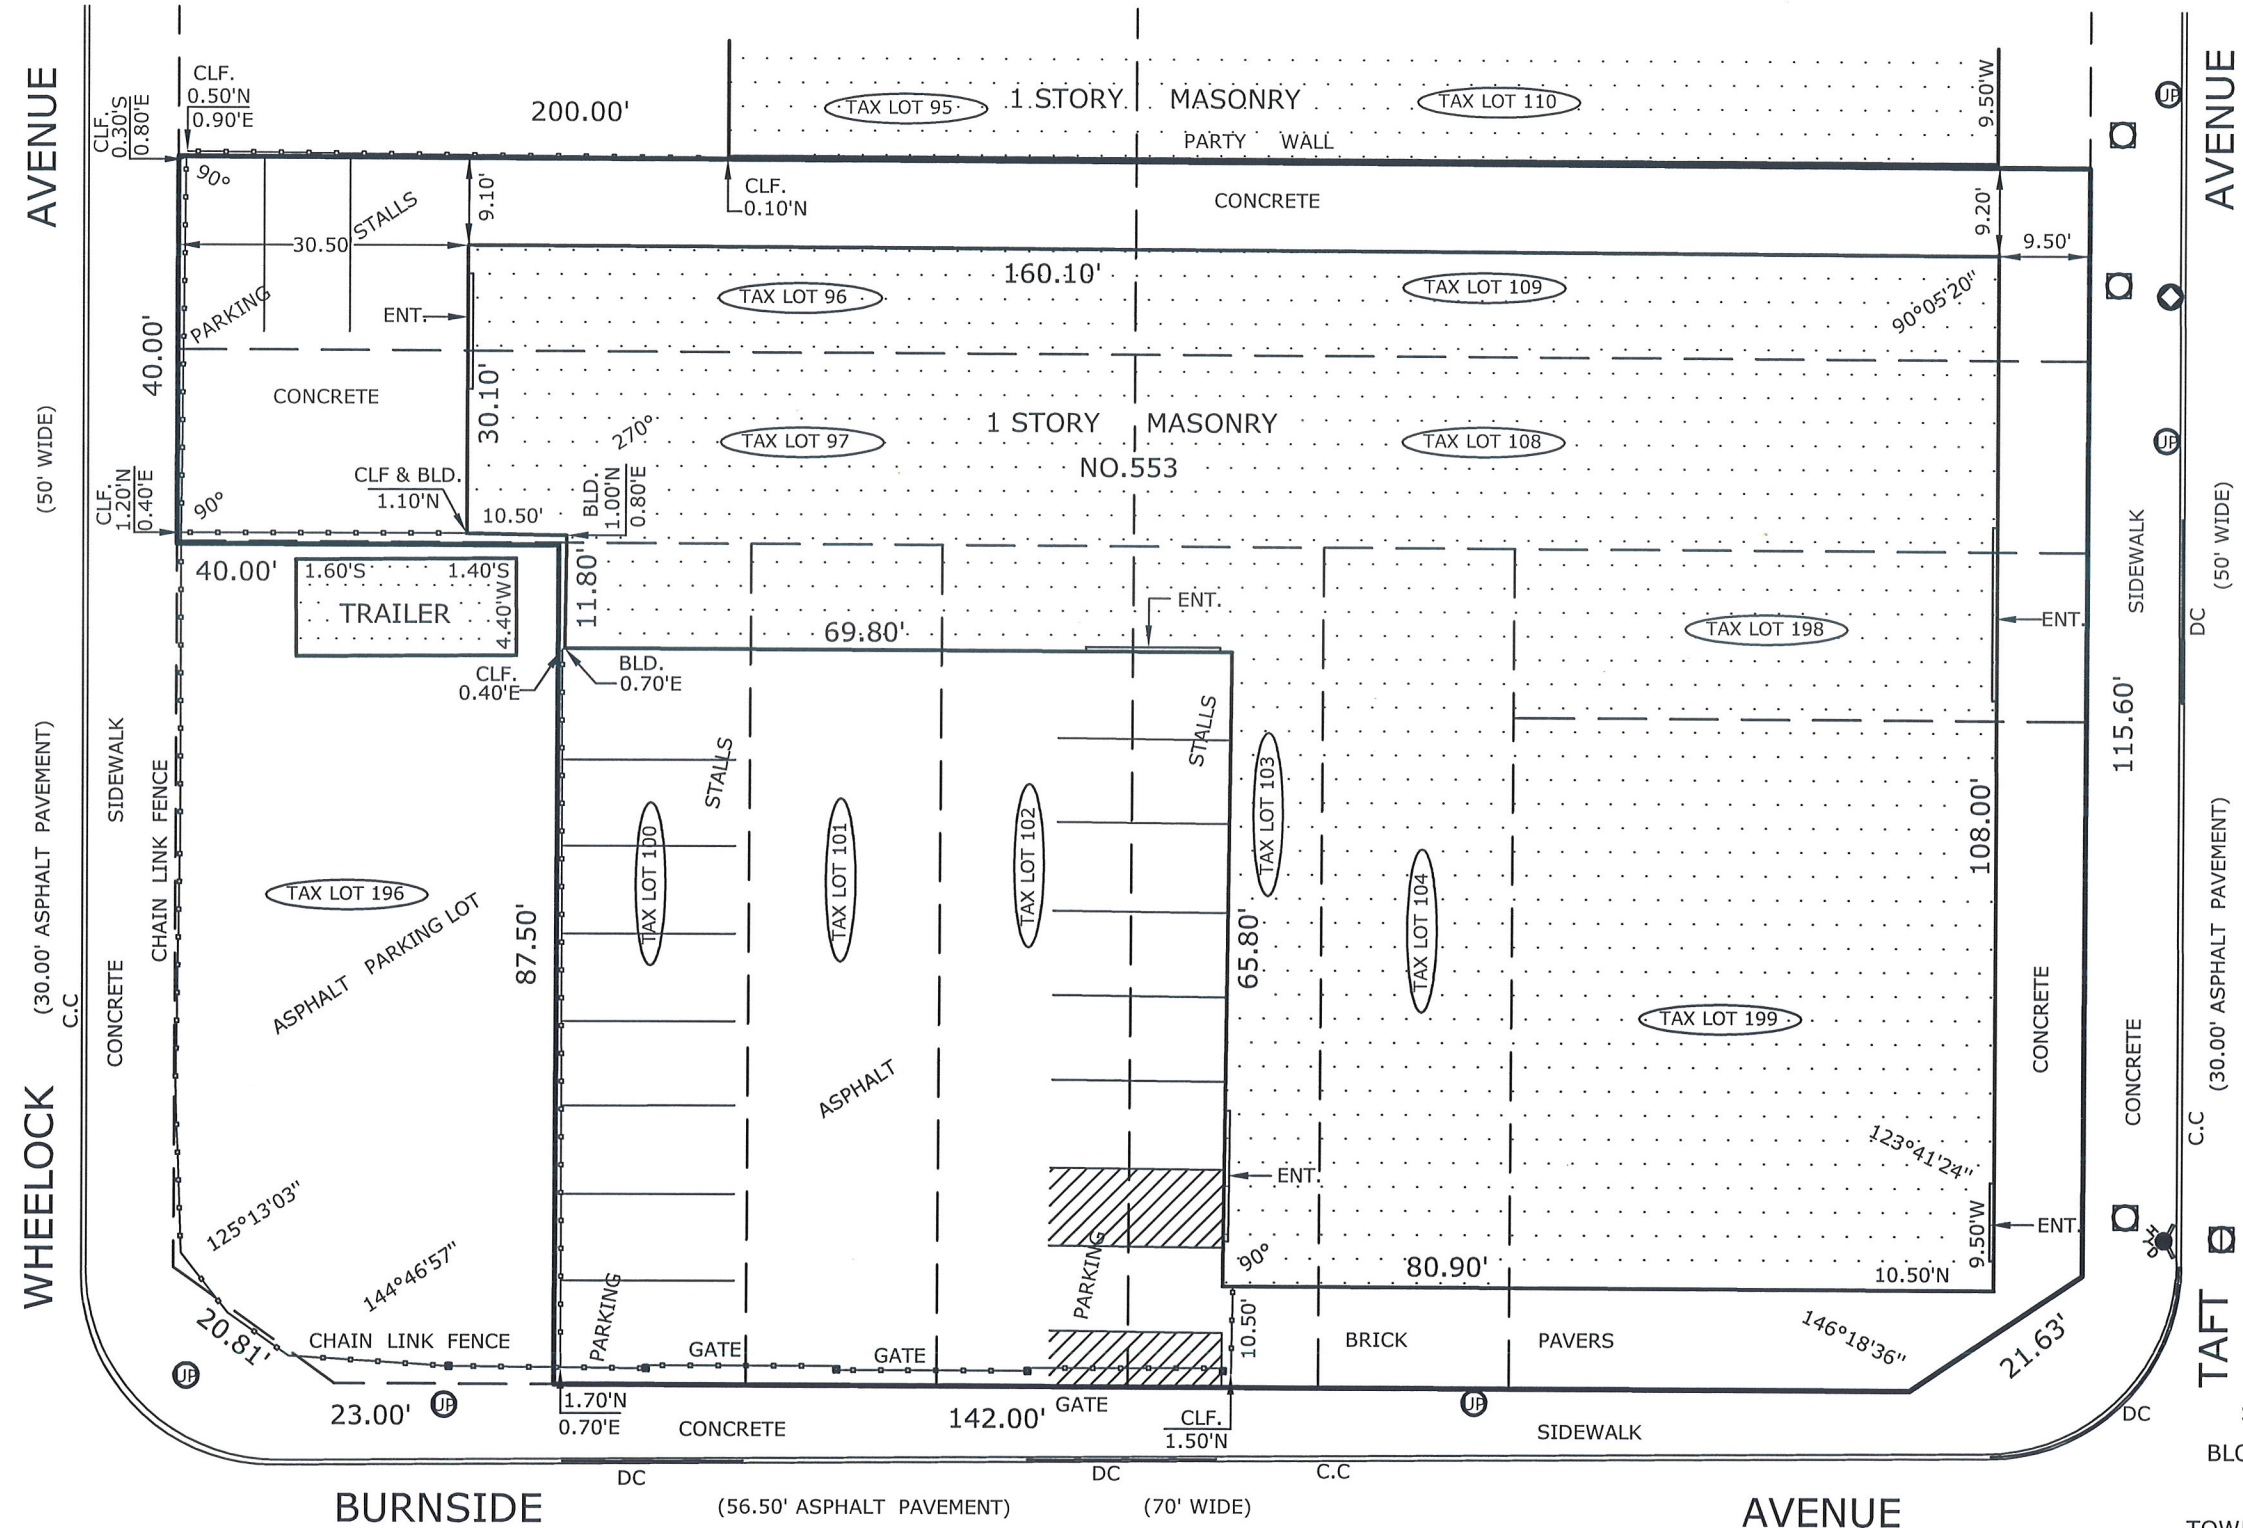 AVENUE
CLF.
0.30'S
0.80'E
CLF.
0.50'N
0.90'E
200.00'
TAX LOT 95
1 STORY MASONRY
TAX LOT 110
PARTY WALL
9.50'W
UP
AVENUE
90°
STALLS
30.50
9.10'
CLF.
0.10'N
CONCRETE
9.20'
9.50'
PARKING
ENT.
TAX LOT 96
160.10'
TAX LOT 109
90°05'20"
40.00'
CONCRETE
30.10'
270°
TAX LOT 97
1 STORY MASONRY
NO.553
TAX LOT 108
UP
(50' WIDE)
CLF.
1.20'N
0.40'E
90°
CLF & BLD.
1.10'N
10.50'
BLD.
1.00'N
0.80'E
SIDEWALK
(50' WIDE)
40.00'
1.60'S
1.40'S
TRAILER
4.40'W
11.80'
69.80'
ENT.
TAX LOT 198
ENT.
DC
CLF.
0.40'E
BLD.
0.70'E
SIDEWALK
CHAIN LINK FENCE
STALLS
STALLS
115.60'
(30.00' ASPHALT PAVEMENT)
C.C
CONCRETE
TAX LOT 196
ASPHALT PARKING LOT
87.50'
TAX LOT 100
TAX LOT 101
TAX LOT 102
TAX LOT 103
TAX LOT 104
65.80'
108.00'
TAX LOT 199
CONCRETE
CONCRETE
(30.00' ASPHALT PAVEMENT)
C.C
ASPHALT
WHEELOCK
125°13'03"
144°46'57"
123°41'24"
ENT.
PARKING
PARKING
90°
80.90'
10.50'N
9.50'W
ENT.
HYD
20.81'
CHAIN LINK FENCE
GATE
GATE
10.50'
BRICK PAVERS
146°18'36"
21.63'
TAFT
UP
23.00'
UP
1.70'N
0.70'E
CONCRETE
142.00'
GATE
CLF.
1.50'N
UP
SIDEWALK
DC
DC
DC
C.C
BURNSIDE
(56.50' ASPHALT PAVEMENT)
(70' WIDE)
AVENUE